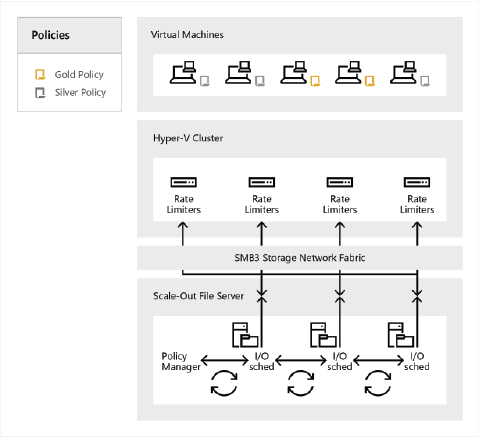 Policies
Gold Policy
Silver Policy
Virtual Machines
Hyper-V Cluster
Rate
Limiters
Rate
Limiters
Rate
Limiters
Rate
Limiters
SMB3 Storage Network Fabric
Scale-Out File Server
Policy
Manager
I/O
sched
I/O
sched
I/O
sched